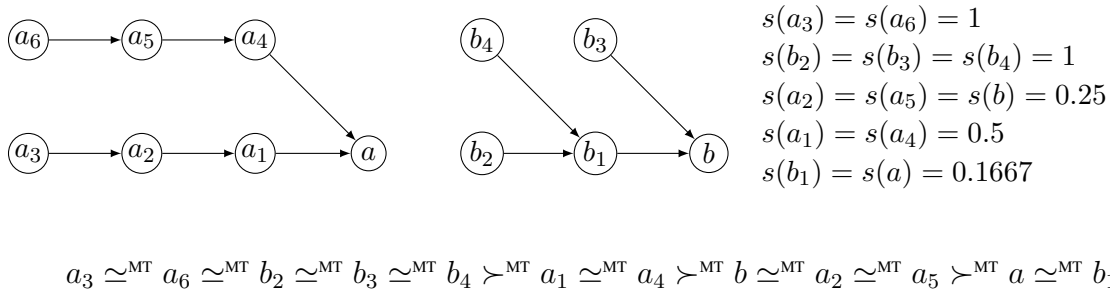 a₆ a₅ a₄
a₃ a₂ a₁ a
b₄ b₃
b₂ b₁ b
s(a₃) = s(a₆) = 1
s(b₂) = s(b₃) = s(b₄) = 1
s(a₂) = s(a₅) = s(b) = 0.25
s(a₁) = s(a₄) = 0.5
s(b₁) = s(a) = 0.1667
a₃ ≃ᴹᵀ a₆ ≃ᴹᵀ b₂ ≃ᴹᵀ b₃ ≃ᴹᵀ b₄ ≻ᴹᵀ a₁ ≃ᴹᵀ a₄ ≻ᴹᵀ b ≃ᴹᵀ a₂ ≃ᴹᵀ a₅ ≻ᴹᵀ a ≃ᴹᵀ b₁